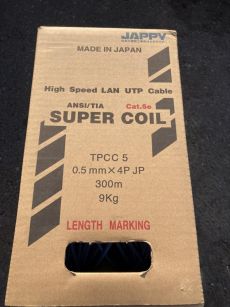 JAPPY
MADE IN JAPAN
High Speed LAN UTP Cable
ANSI/TIA Cat.5e
SUPER COIL
TPCC 5
0.5 mm×4P JP
300m
9Kg
LENGTH MARKING